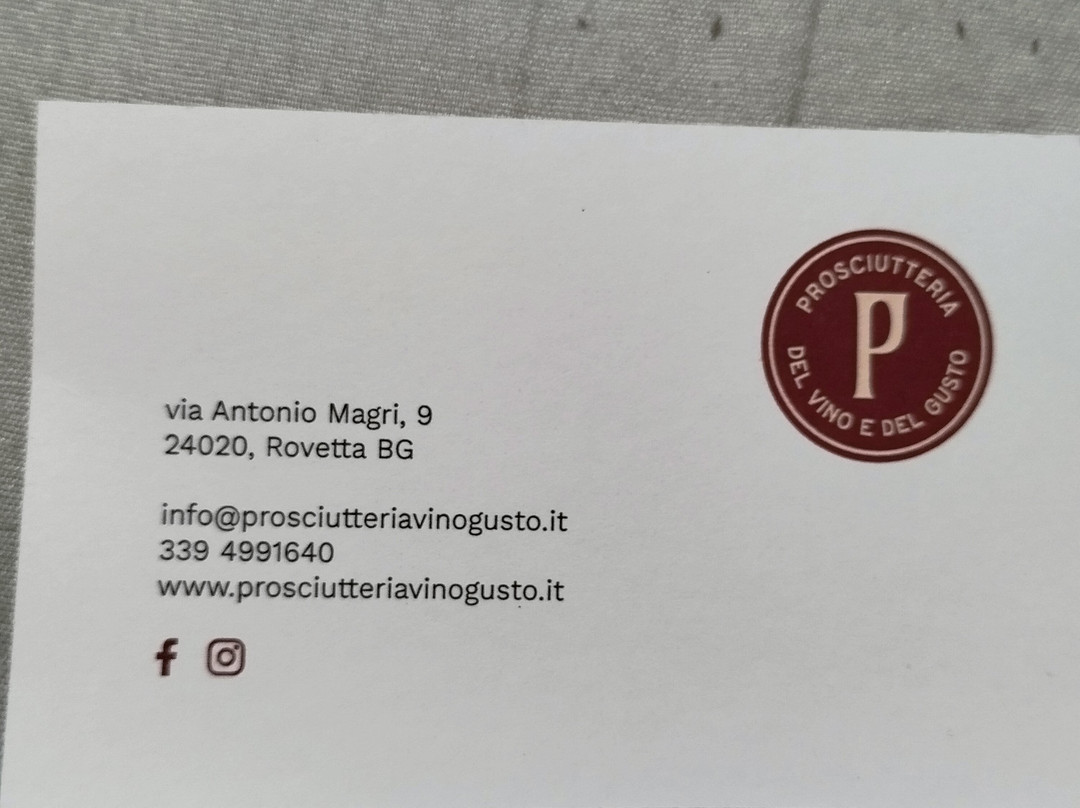 PROSCIUTTERIA
P
DEL VINO E DEL GUSTO
via Antonio Magri, 9
24020, Rovetta BG
info@prosciutteriavinogusto.it
339 4991640
www.prosciutteriavinogusto.it